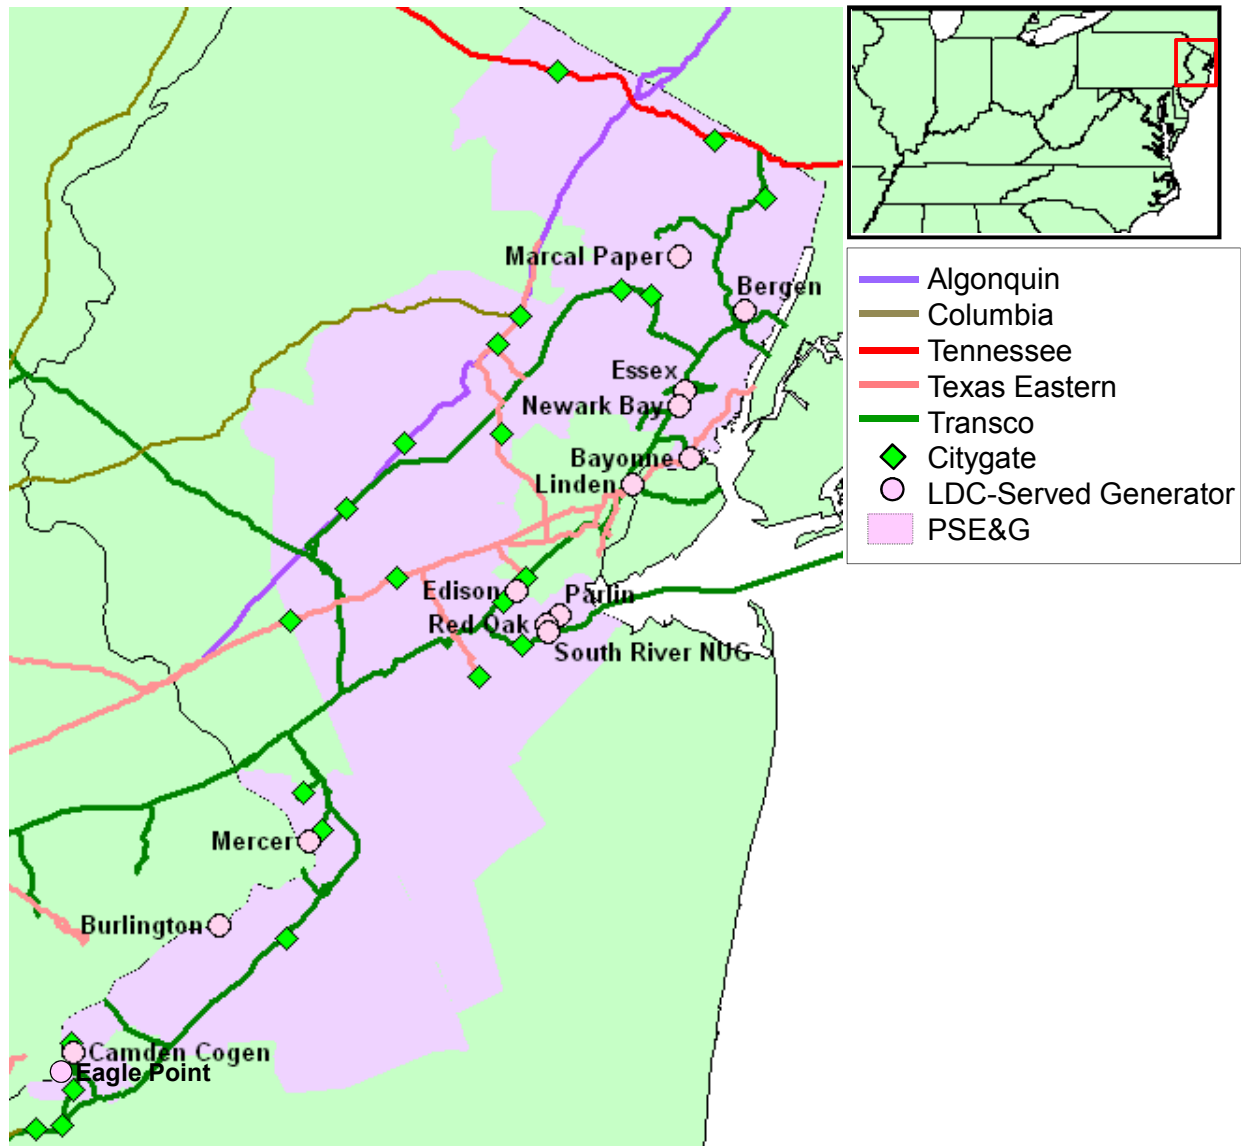 Marcal Paper
Bergen
Essex
Newark Bay
Bayonne
Linden
Edison
Parlin
Red Oak
South River NUG
Mercer
Burlington
Camden Cogen
Eagle Point
Algonquin
Columbia
Tennessee
Texas Eastern
Transco
Citygate
LDC-Served Generator
PSE&G